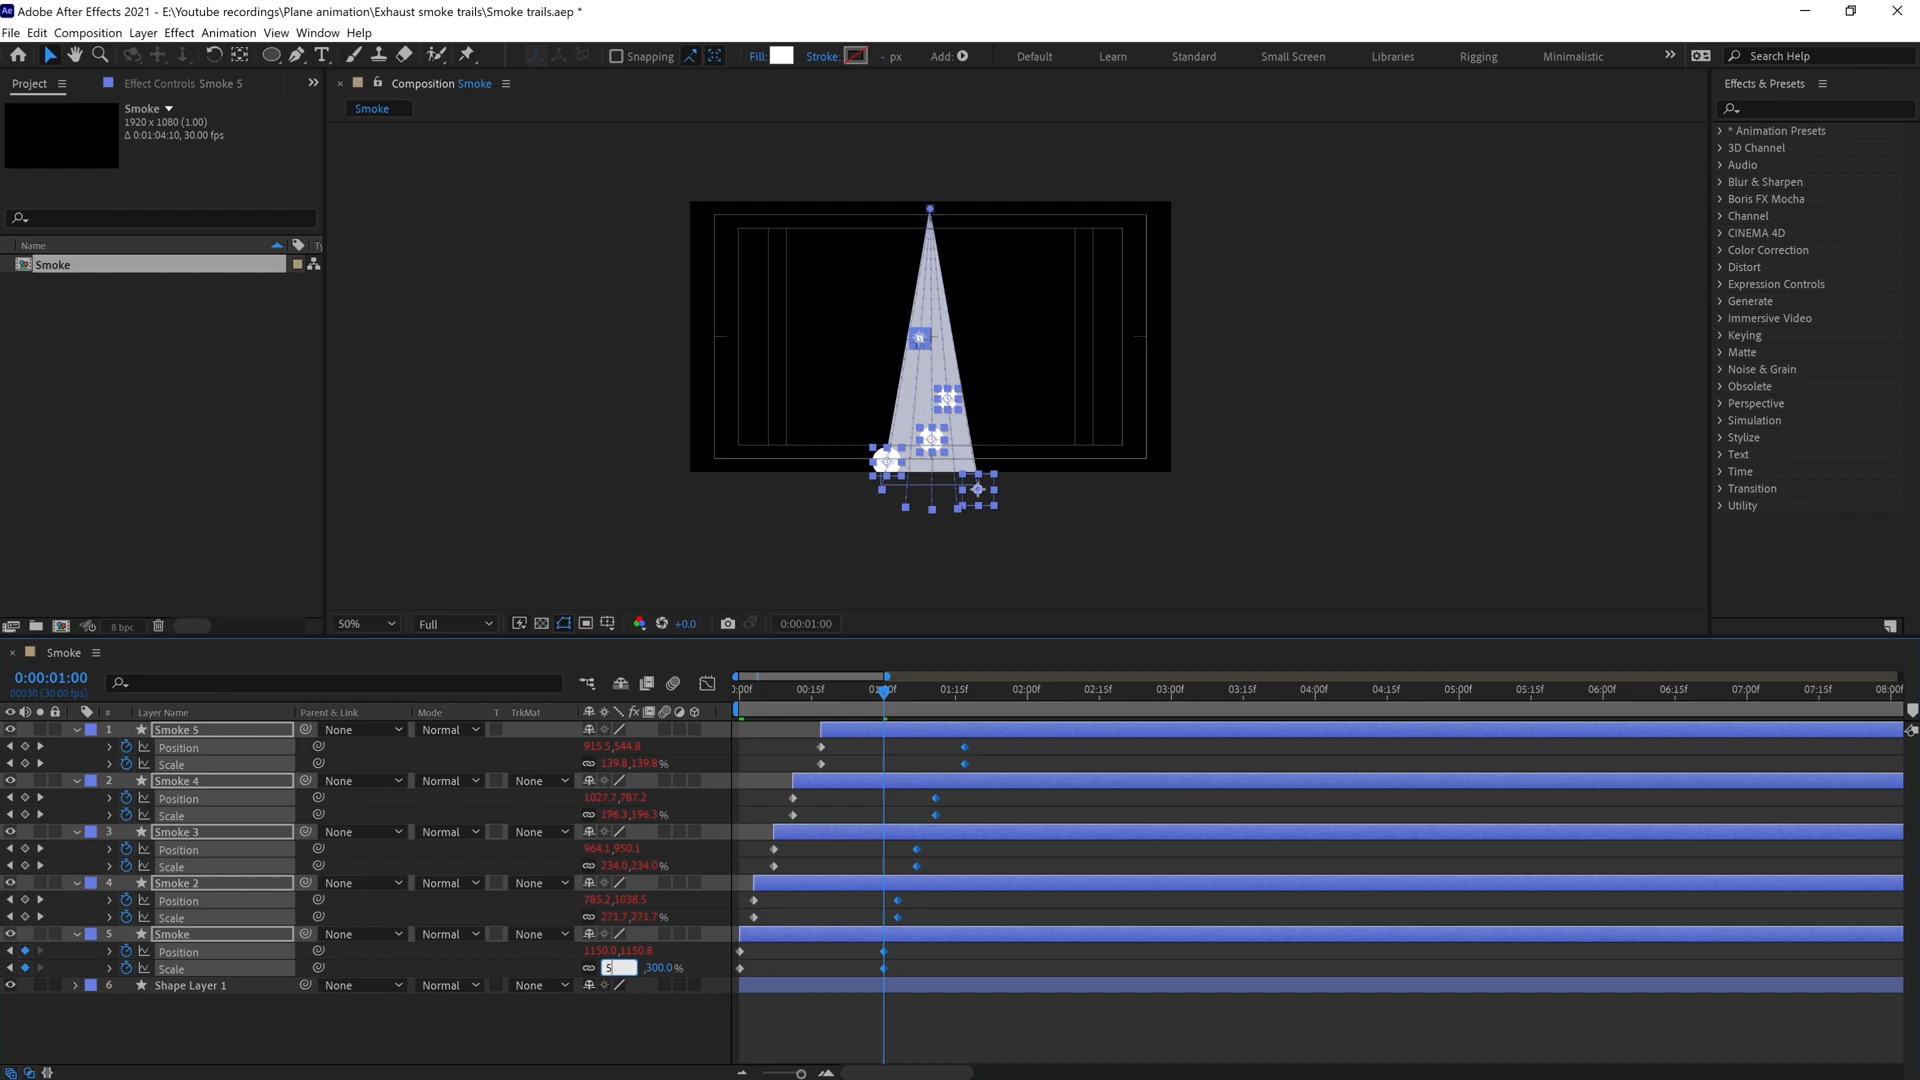 Adobe After Effects 2021 - E:\Youtube recordings\Plane animation\Exhaust smoke trails\Smoke trails.aep *
File Edit Composition Layer Effect Animation View Window Help
Snapping Fill: Stroke: - px Add: Default Learn Standard Small Screen Libraries Rigging Minimalistic Search Help
Project Effect Controls Smoke 5
Composition Smoke
Effects & Presets
Smoke
1920 x 1080 (1.00)
Δ 0:01:04:10, 30.00 fps
Smoke
Name Ty
Smoke
* Animation Presets
3D Channel
Audio
Blur & Sharpen
Boris FX Mocha
Channel
CINEMA 4D
Color Correction
Distort
Expression Controls
Generate
Immersive Video
Keying
Matte
Noise & Grain
Obsolete
Perspective
Simulation
Stylize
Text
Time
Transition
Utility
8 bpc
50% Full +0.0 0:00:01:00
Smoke
0:00:01:00
00030 (30.00 fps)
:00f 00:15f 01:00f 01:15f 02:00f 02:15f 03:00f 03:15f 04:00f 04:15f 05:00f 05:15f 06:00f 06:15f 07:00f 07:15f 08:00f
# Layer Name Parent & Link Mode T TrkMat
1 Smoke 5 None Normal
Position 915.5,544.8
Scale 139.8,139.8%
2 Smoke 4 None Normal None
Position 1027.7,787.2
Scale 196.3,196.3%
3 Smoke 3 None Normal None
Position 964.1,950.1
Scale 234.0,234.0%
4 Smoke 2 None Normal None
Position 785.2,1038.5
Scale 271.7,271.7%
5 Smoke None Normal None
Position 1150.0,1150.8
Scale 5 ,300.0%
6 Shape Layer 1 None Normal None